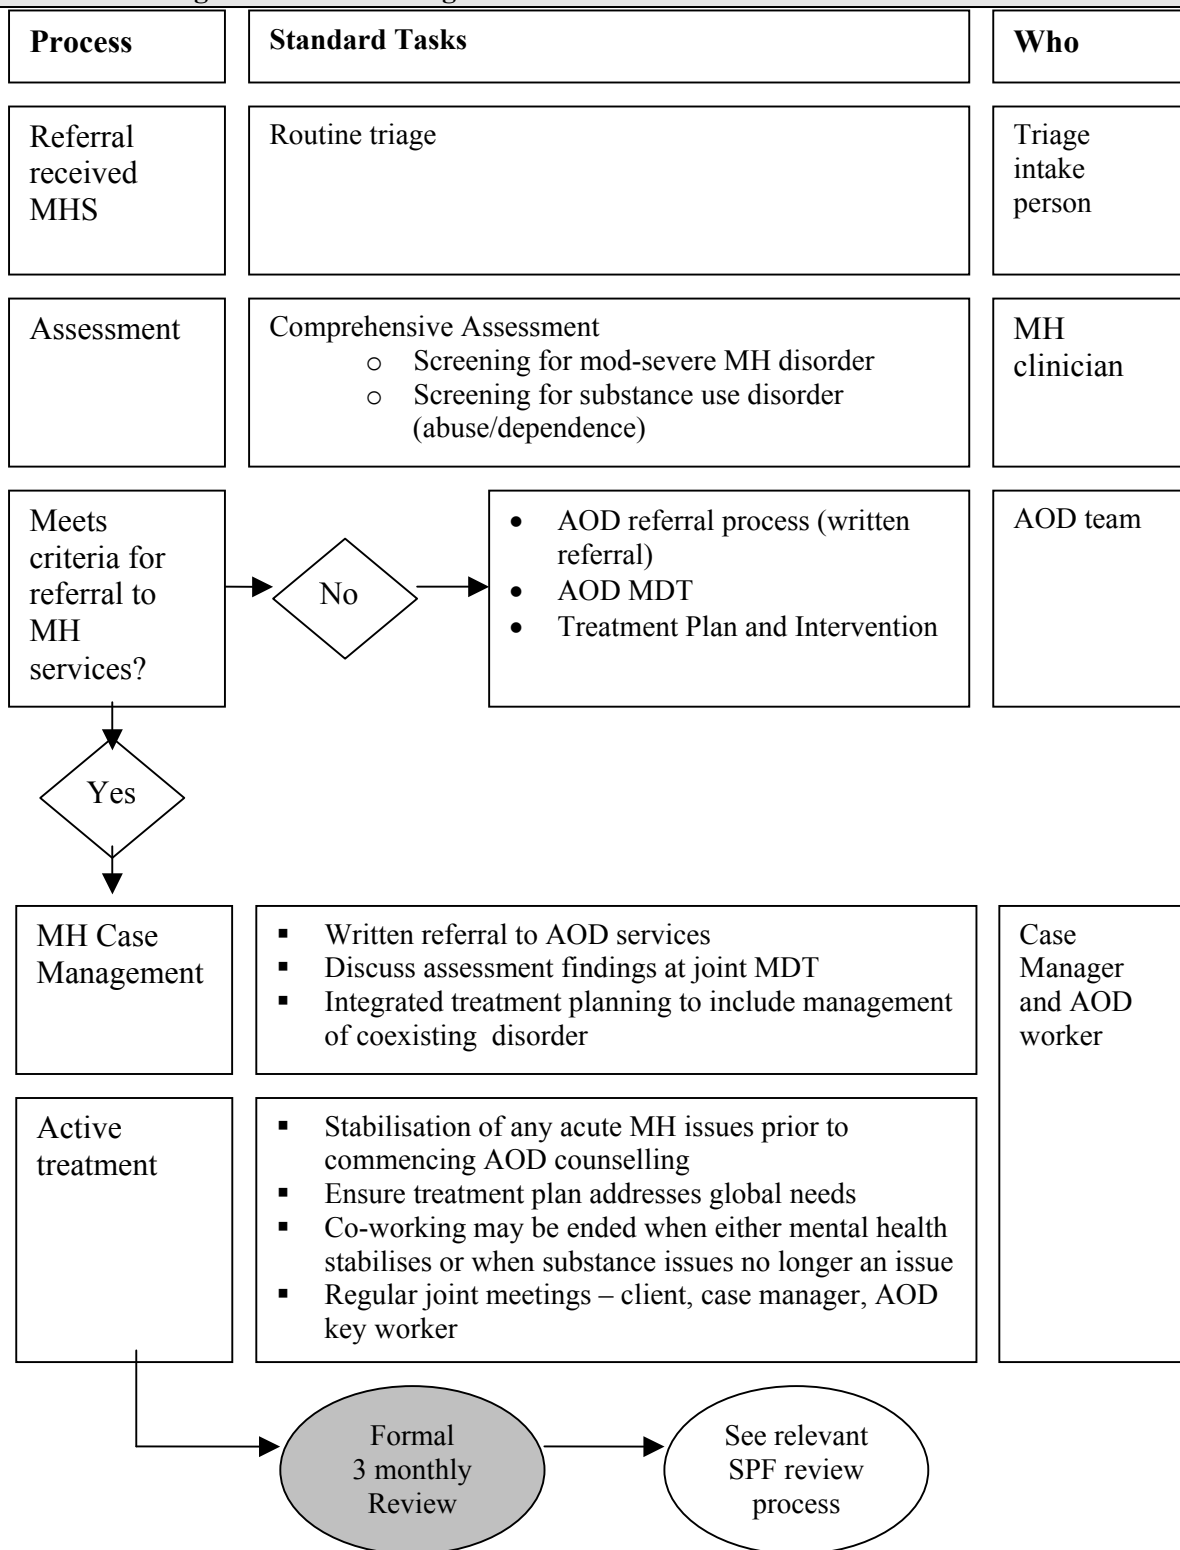 Process
Standard Tasks
Who
Referral
received
MHS
Routine triage
Triage
intake
person
Assessment
Comprehensive Assessment
o Screening for mod-severe MH disorder
o Screening for substance use disorder
(abuse/dependence)
MH
clinician
Meets
criteria for
referral to
MH
services?
No
• AOD referral process (written
referral)
• AOD MDT
• Treatment Plan and Intervention
AOD team
Yes
MH Case
Management
▪ Written referral to AOD services
▪ Discuss assessment findings at joint MDT
▪ Integrated treatment planning to include management
of coexisting disorder
Case
Manager
and AOD
worker
Active
treatment
▪ Stabilisation of any acute MH issues prior to
commencing AOD counselling
▪ Ensure treatment plan addresses global needs
▪ Co-working may be ended when either mental health
stabilises or when substance issues no longer an issue
▪ Regular joint meetings – client, case manager, AOD
key worker
Formal
3 monthly
Review
See relevant
SPF review
process